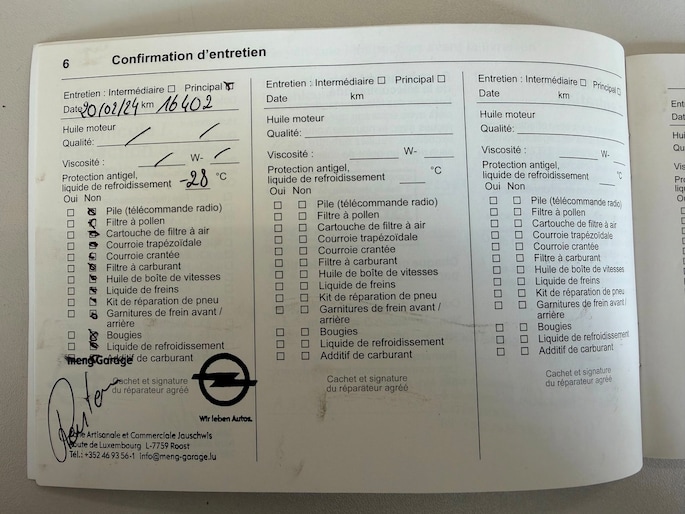 6 Confirmation d'entretien
Entretien : Intermédiaire ☐ Principal ☒
Date 20/02/24 km 16402
Huile moteur
Qualité: / /
Viscosité : / W- /
Protection antigel,
liquide de refroidissement -28 °C
Oui Non
Pile (télécommande radio)
Filtre à pollen
Cartouche de filtre à air
Courroie trapézoïdale
Courroie crantée
Filtre à carburant
Huile de boîte de vitesses
Liquide de freins
Kit de réparation de pneu
Garnitures de frein avant /
arrière
Bougies
Liquide de refroidissement
Additif de carburant
meng Garage
Cachet et signature
du réparateur agréé
Wir leben Autos.
Artisanale et Commerciale Jauschwis
Route de Luxembourg L-7759 Roost
Tél.: +352 46 93 56-1 info@meng-garage.lu
Entretien : Intermédiaire ☐ Principal ☐
Date km
Huile moteur
Qualité:
Viscosité : W-
Protection antigel,
liquide de refroidissement °C
Oui Non
Pile (télécommande radio)
Filtre à pollen
Cartouche de filtre à air
Courroie trapézoïdale
Courroie crantée
Filtre à carburant
Huile de boîte de vitesses
Liquide de freins
Kit de réparation de pneu
Garnitures de frein avant /
arrière
Bougies
Liquide de refroidissement
Additif de carburant
Cachet et signature
du réparateur agréé
Entretien : Intermédiaire ☐ Principal ☐
Date km
Huile moteur
Qualité:
Viscosité : W-
Protection antigel,
liquide de refroidissement °C
Oui Non
Pile (télécommande radio)
Filtre à pollen
Cartouche de filtre à air
Courroie trapézoïdale
Courroie crantée
Filtre à carburant
Huile de boîte de vitesses
Liquide de freins
Kit de réparation de pneu
Garnitures de frein avant /
arrière
Bougies
Liquide de refroidissement
Additif de carburant
Cachet et signature
du réparateur agréé